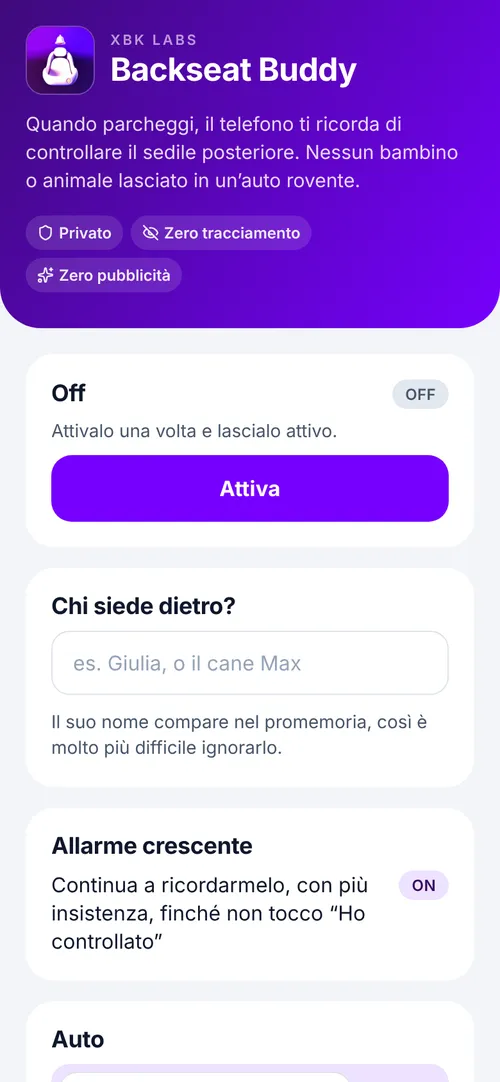 XBK LABS
Backseat Buddy
Quando parcheggi, il telefono ti ricorda di
controllare il sedile posteriore. Nessun bambino
o animale lasciato in un’auto rovente.
Privato
Zero tracciamento
Zero pubblicità
Off
OFF
Attivalo una volta e lascialo attivo.
Attiva
Chi siede dietro?
es. Giulia, o il cane Max
Il suo nome compare nel promemoria, così è
molto più difficile ignorarlo.
Allarme crescente
Continua a ricordarmelo, con più
insistenza, finché non tocco “Ho
controllato”
ON
Auto